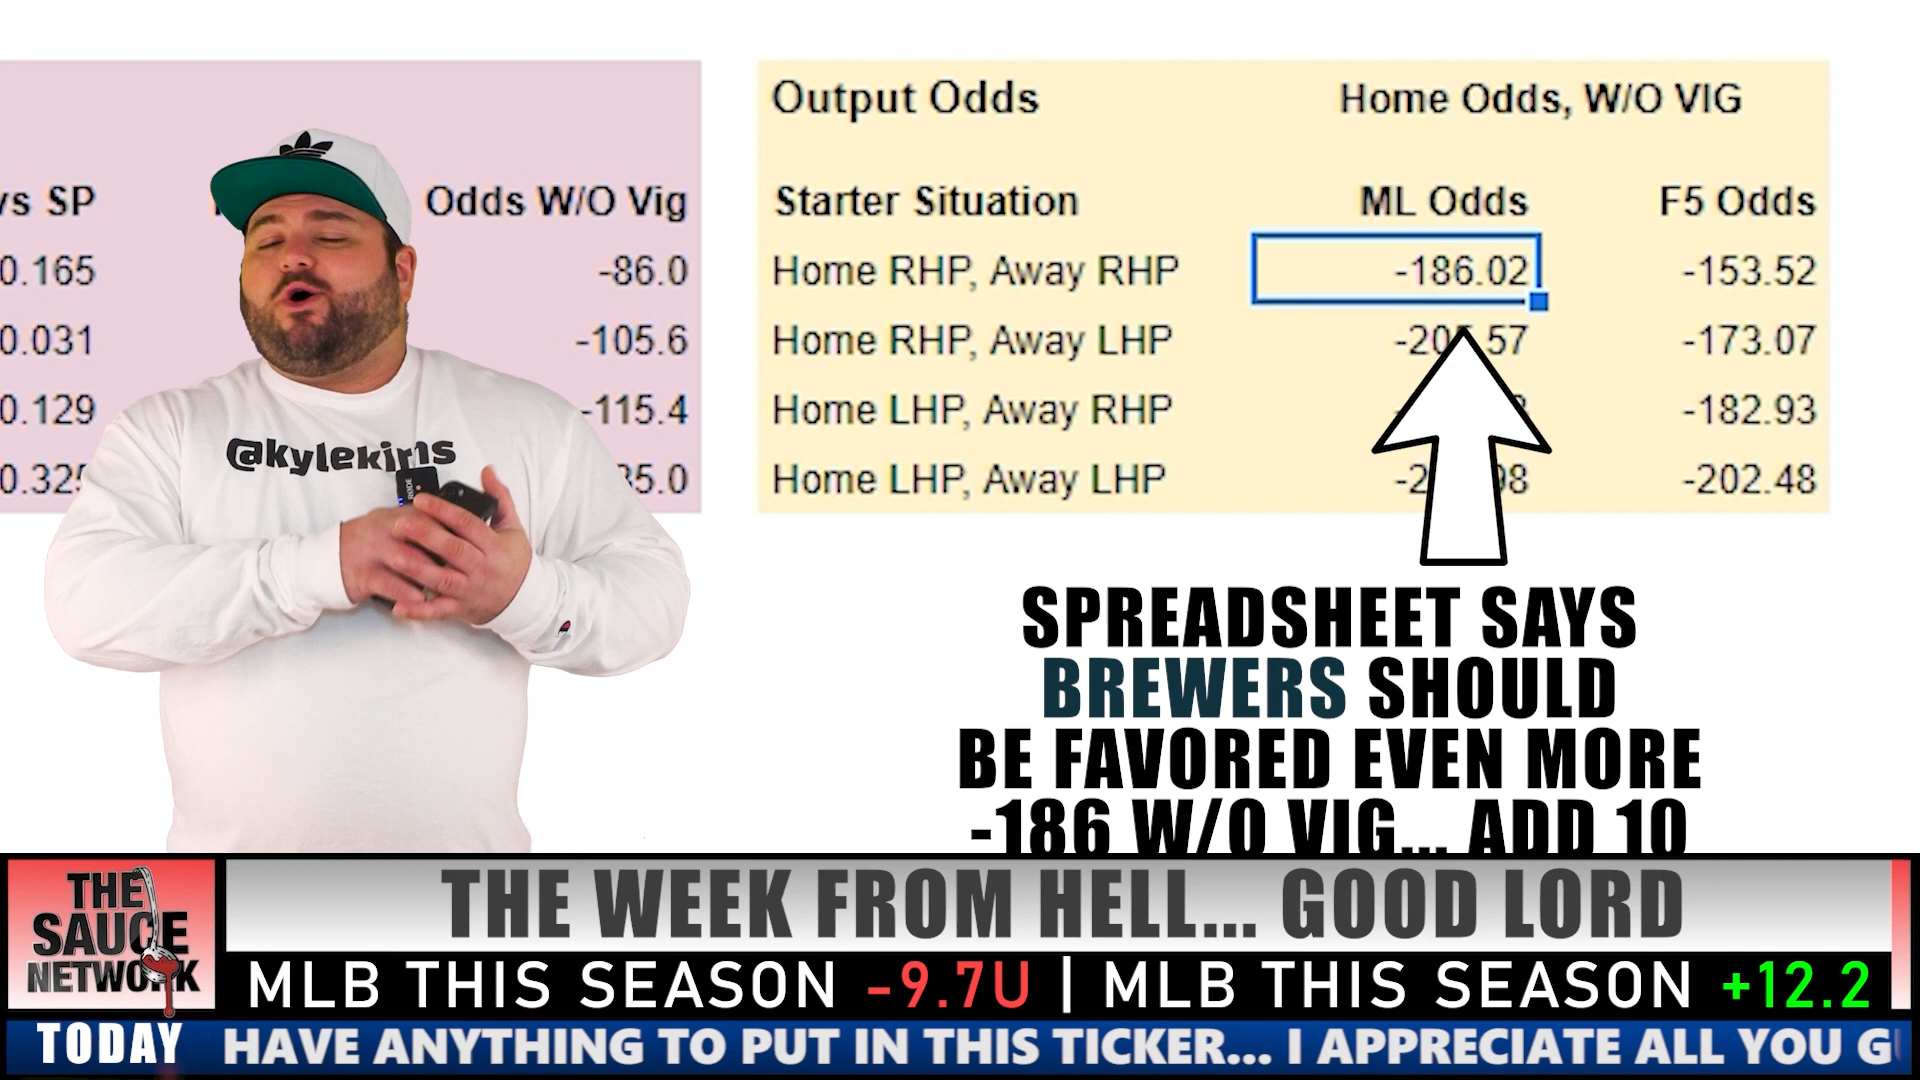 Output Odds Home Odds, W/O VIG
vs SP Odds W/O Vig Starter Situation ML Odds F5 Odds
0.165 -86.0 Home RHP, Away RHP -186.02 -153.52
0.031 -105.6 Home RHP, Away LHP -173.07
0.129 -115.4 Home LHP, Away RHP -182.93
Home LHP, Away LHP -202.48
@kylekirms
RODE
SPREADSHEET SAYS
BREWERS SHOULD
BE FAVORED EVEN MORE
-186 W/O VIG... ADD 10
THE
SAUCE
NETWORK
THE WEEK FROM HELL... GOOD LORD
MLB THIS SEASON -9.7U | MLB THIS SEASON +12.2
TODAY HAVE ANYTHING TO PUT IN THIS TICKER... I APPRECIATE ALL YOU G